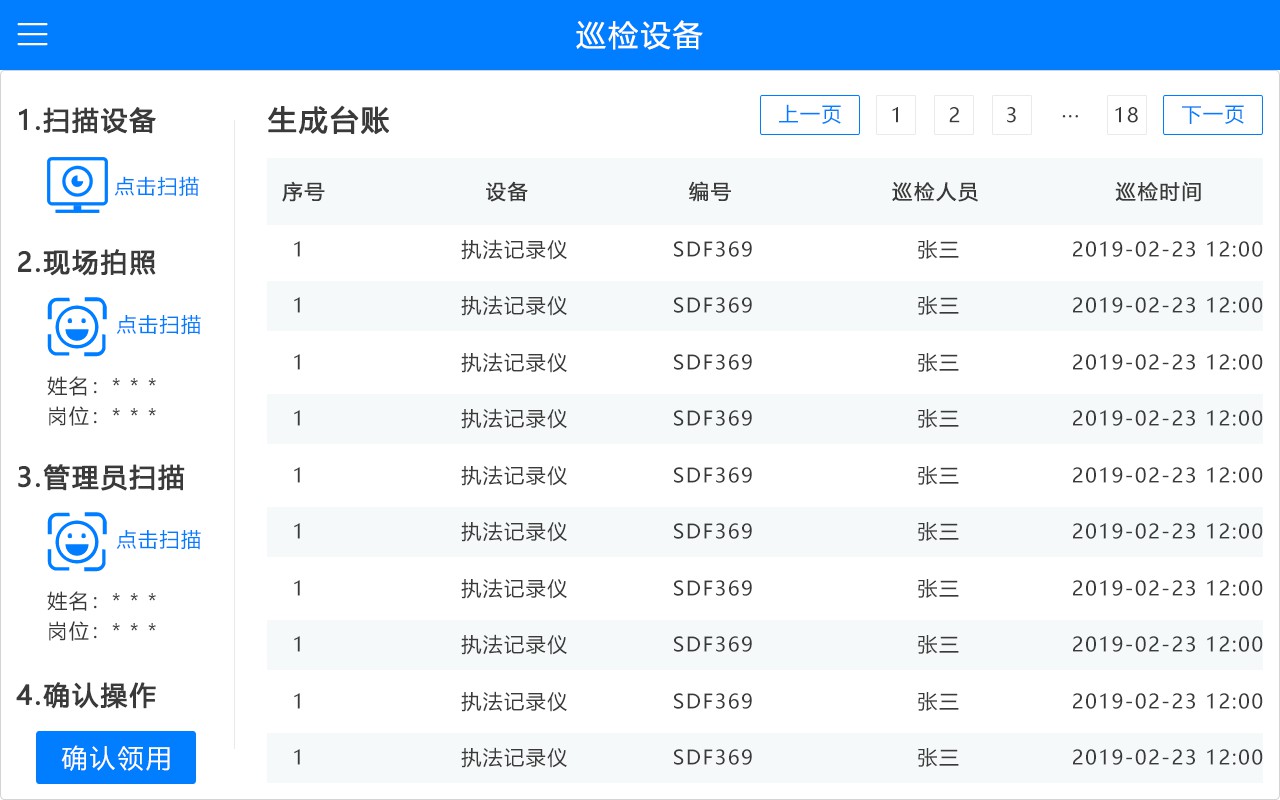 巡检设备
1.扫描设备
点击扫描
2.现场拍照
点击扫描
姓名：* * *
岗位：* * *
3.管理员扫描
点击扫描
姓名：* * *
岗位：* * *
4.确认操作
确认领用
生成台账
上一页 1 2 3 ... 18 下一页
序号 设备 编号 巡检人员 巡检时间
1 执法记录仪 SDF369 张三 2019-02-23 12:00
1 执法记录仪 SDF369 张三 2019-02-23 12:00
1 执法记录仪 SDF369 张三 2019-02-23 12:00
1 执法记录仪 SDF369 张三 2019-02-23 12:00
1 执法记录仪 SDF369 张三 2019-02-23 12:00
1 执法记录仪 SDF369 张三 2019-02-23 12:00
1 执法记录仪 SDF369 张三 2019-02-23 12:00
1 执法记录仪 SDF369 张三 2019-02-23 12:00
1 执法记录仪 SDF369 张三 2019-02-23 12:00
1 执法记录仪 SDF369 张三 2019-02-23 12:00